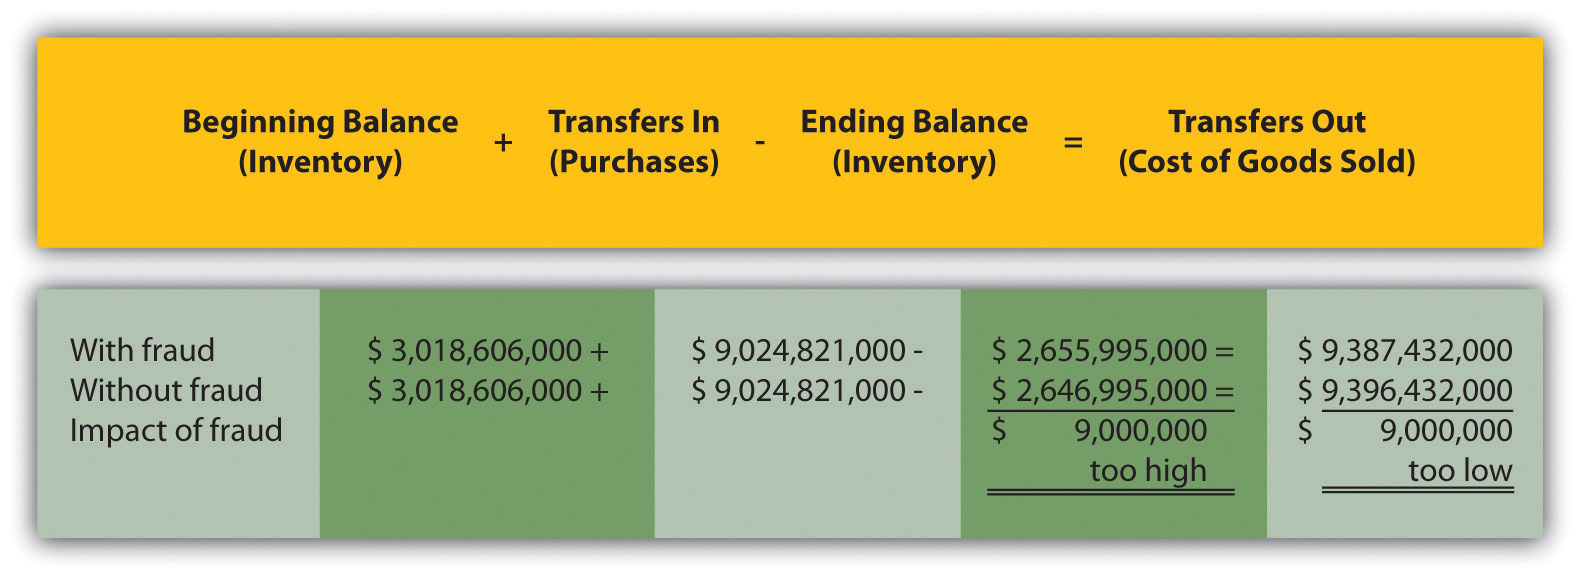 Beginning Balance + Transfers In - Ending Balance = Transfers Out
(Inventory) (Purchases) (Inventory) (Cost of Goods Sold)
With fraud $ 3,018,606,000 + $ 9,024,821,000 - $ 2,655,995,000 = $ 9,387,432,000
Without fraud $ 3,018,606,000 + $ 9,024,821,000 - $ 2,646,995,000 = $ 9,396,432,000
Impact of fraud $ 9,000,000 $ 9,000,000
too high too low